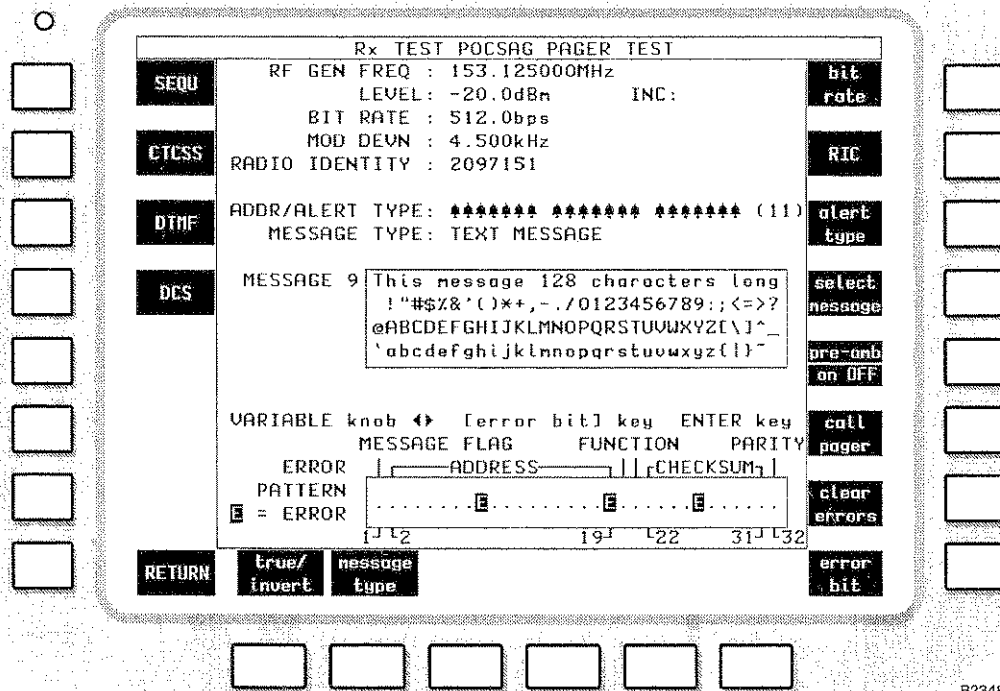 Rx TEST POCSAG PAGER TEST
SEQU
CTCSS
DTMF
DCS
RETURN
RF GEN FREQ : 153.125000MHz
LEVEL: -20.0dBm INC:
BIT RATE : 512.0bps
MOD DEVN : 4.500kHz
RADIO IDENTITY : 2097151
ADDR/ALERT TYPE: (11)
MESSAGE TYPE: TEXT MESSAGE
MESSAGE 9
This message 128 characters long
!"#$%&'()*+,-./0123456789:;<=>?
@ABCDEFGHIJKLMNOPQRSTUVWXYZ[\]^_
`abcdefghijklmnopqrstuvwxyz{|}~
VARIABLE knob [error bit] key ENTER key
MESSAGE FLAG FUNCTION PARITY
ERROR ADDRESS CHECKSUM
PATTERN
.........E.........E......E......
E = ERROR
1 2 19 22 31 32
bit
rate
RIC
alert
type
select
message
pre-amb
on OFF
call
pager
clear
errors
error
bit
true/
invert
message
type